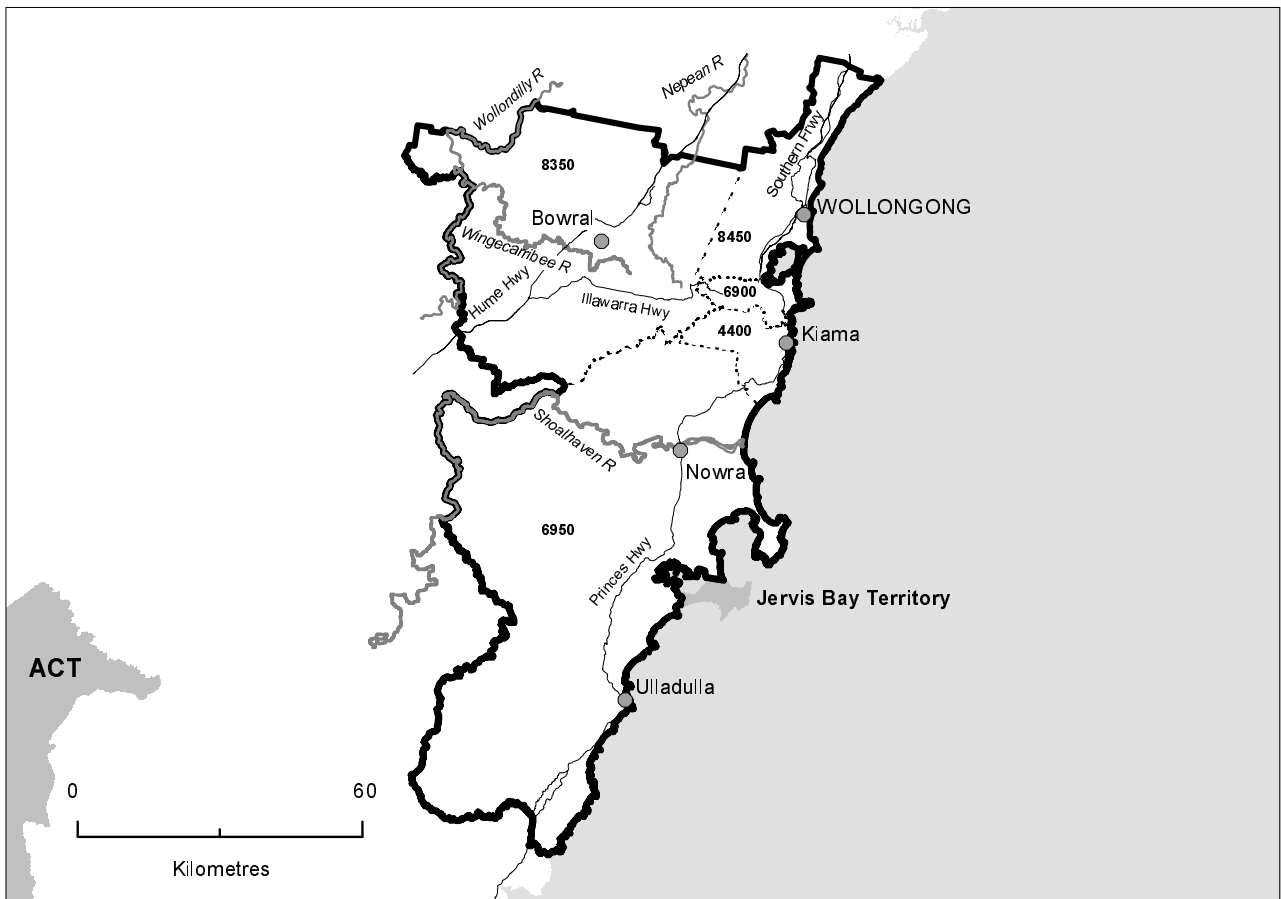 Nepean R
Wollondilly R
Southern Frwy
8350
WOLLONGONG
Bowral
8450
Wingecarribee R
Hume Hwy
6900
Illawarra Hwy
4400
Kiama
Shoalhaven R
Nowra
6950
Princes Hwy
Jervis Bay Territory
ACT
Ulladulla
0 60
Kilometres